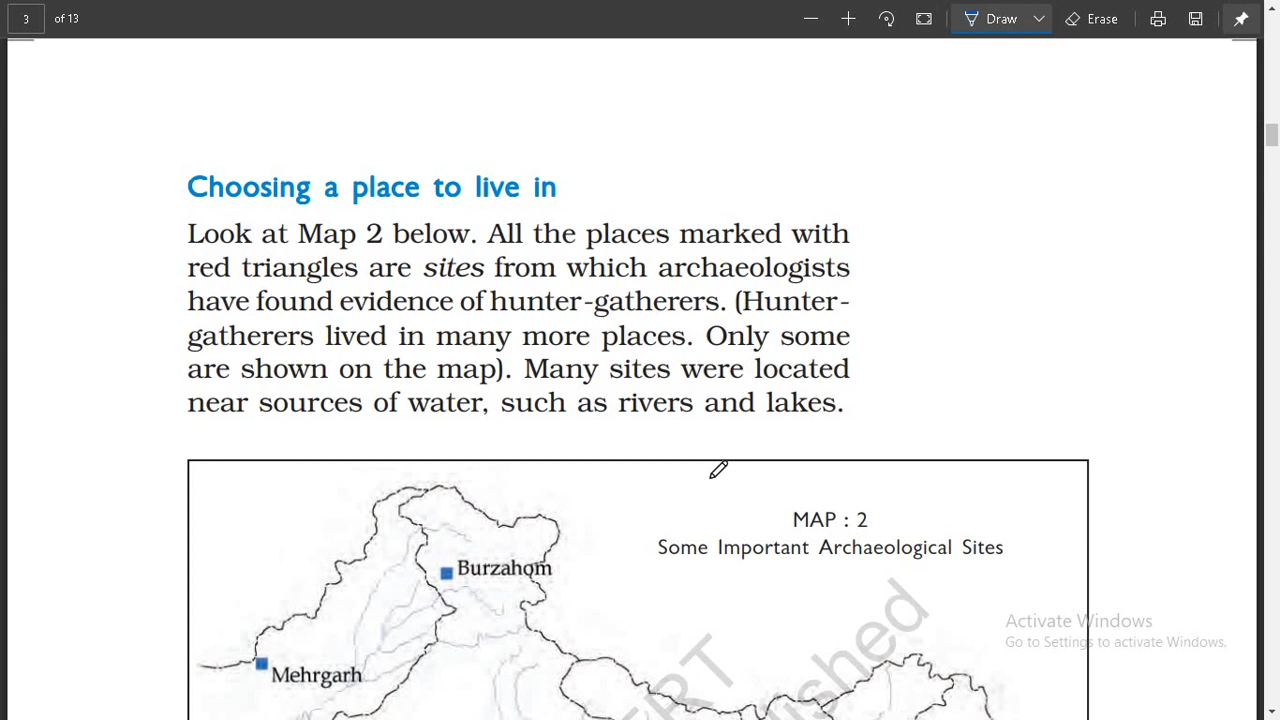 3 of 13 Draw Erase
Choosing a place to live in
Look at Map 2 below. All the places marked with
red triangles are sites from which archaeologists
have found evidence of hunter-gatherers. (Hunter-
gatherers lived in many more places. Only some
are shown on the map). Many sites were located
near sources of water, such as rivers and lakes.
MAP : 2
Some Important Archaeological Sites
Burzahom
Mehrgarh
Activate Windows
Go to Settings to activate Windows.